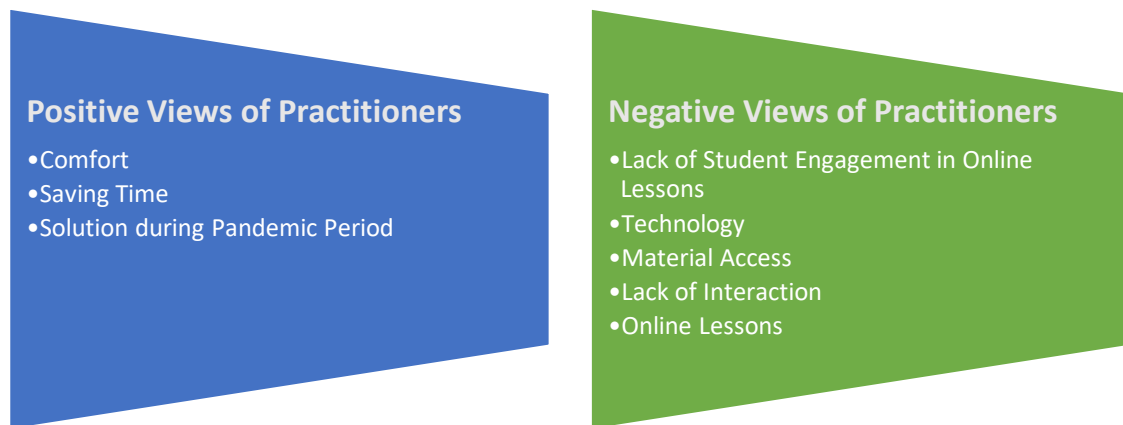 Positive Views of Practitioners
•Comfort
•Saving Time
•Solution during Pandemic Period
Negative Views of Practitioners
•Lack of Student Engagement in Online
Lessons
•Technology
•Material Access
•Lack of Interaction
•Online Lessons